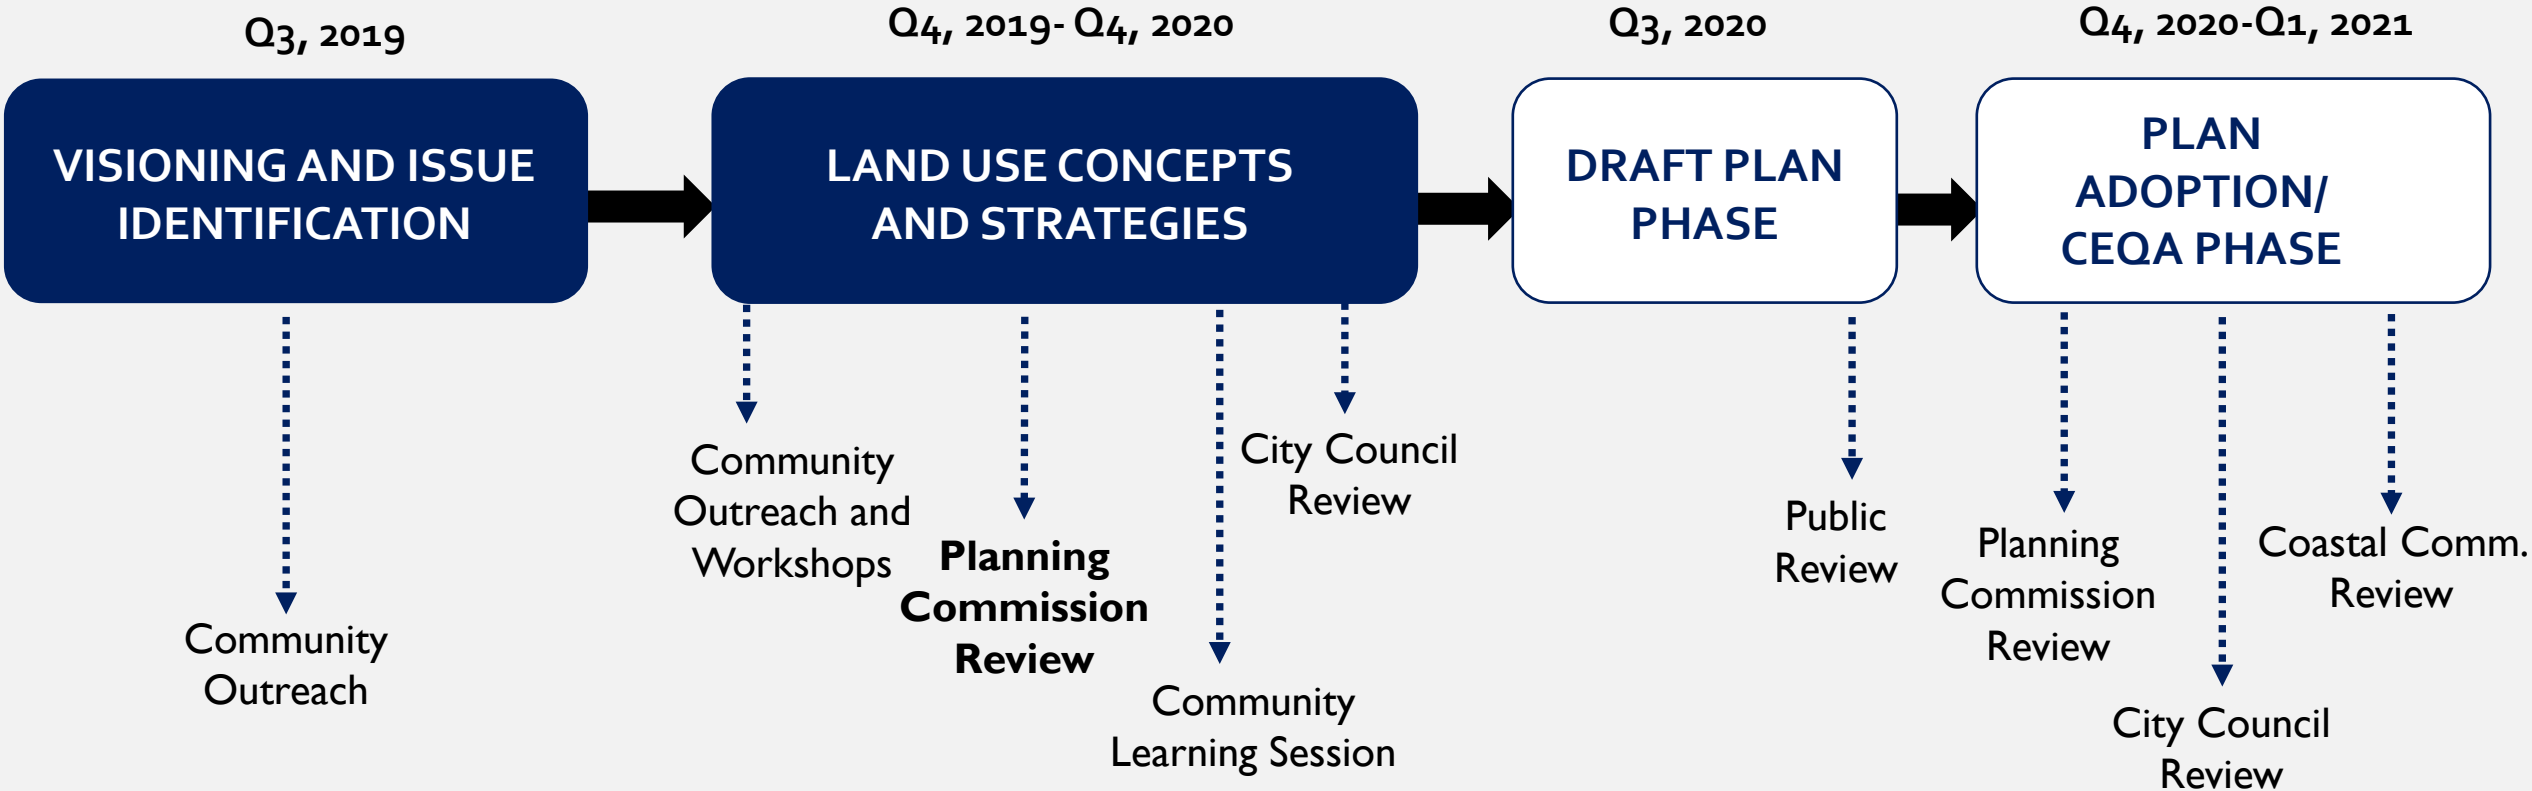 Q3, 2019
Q4, 2019- Q4, 2020
Q3, 2020
Q4, 2020-Q1, 2021
VISIONING AND ISSUE
IDENTIFICATION
LAND USE CONCEPTS
AND STRATEGIES
DRAFT PLAN
PHASE
PLAN
ADOPTION/
CEQA PHASE
Community
Outreach
Community
Outreach and
Workshops
Planning
Commission
Review
Community
Learning Session
City Council
Review
Public
Review
Planning
Commission
Review
City Council
Review
Coastal Comm.
Review